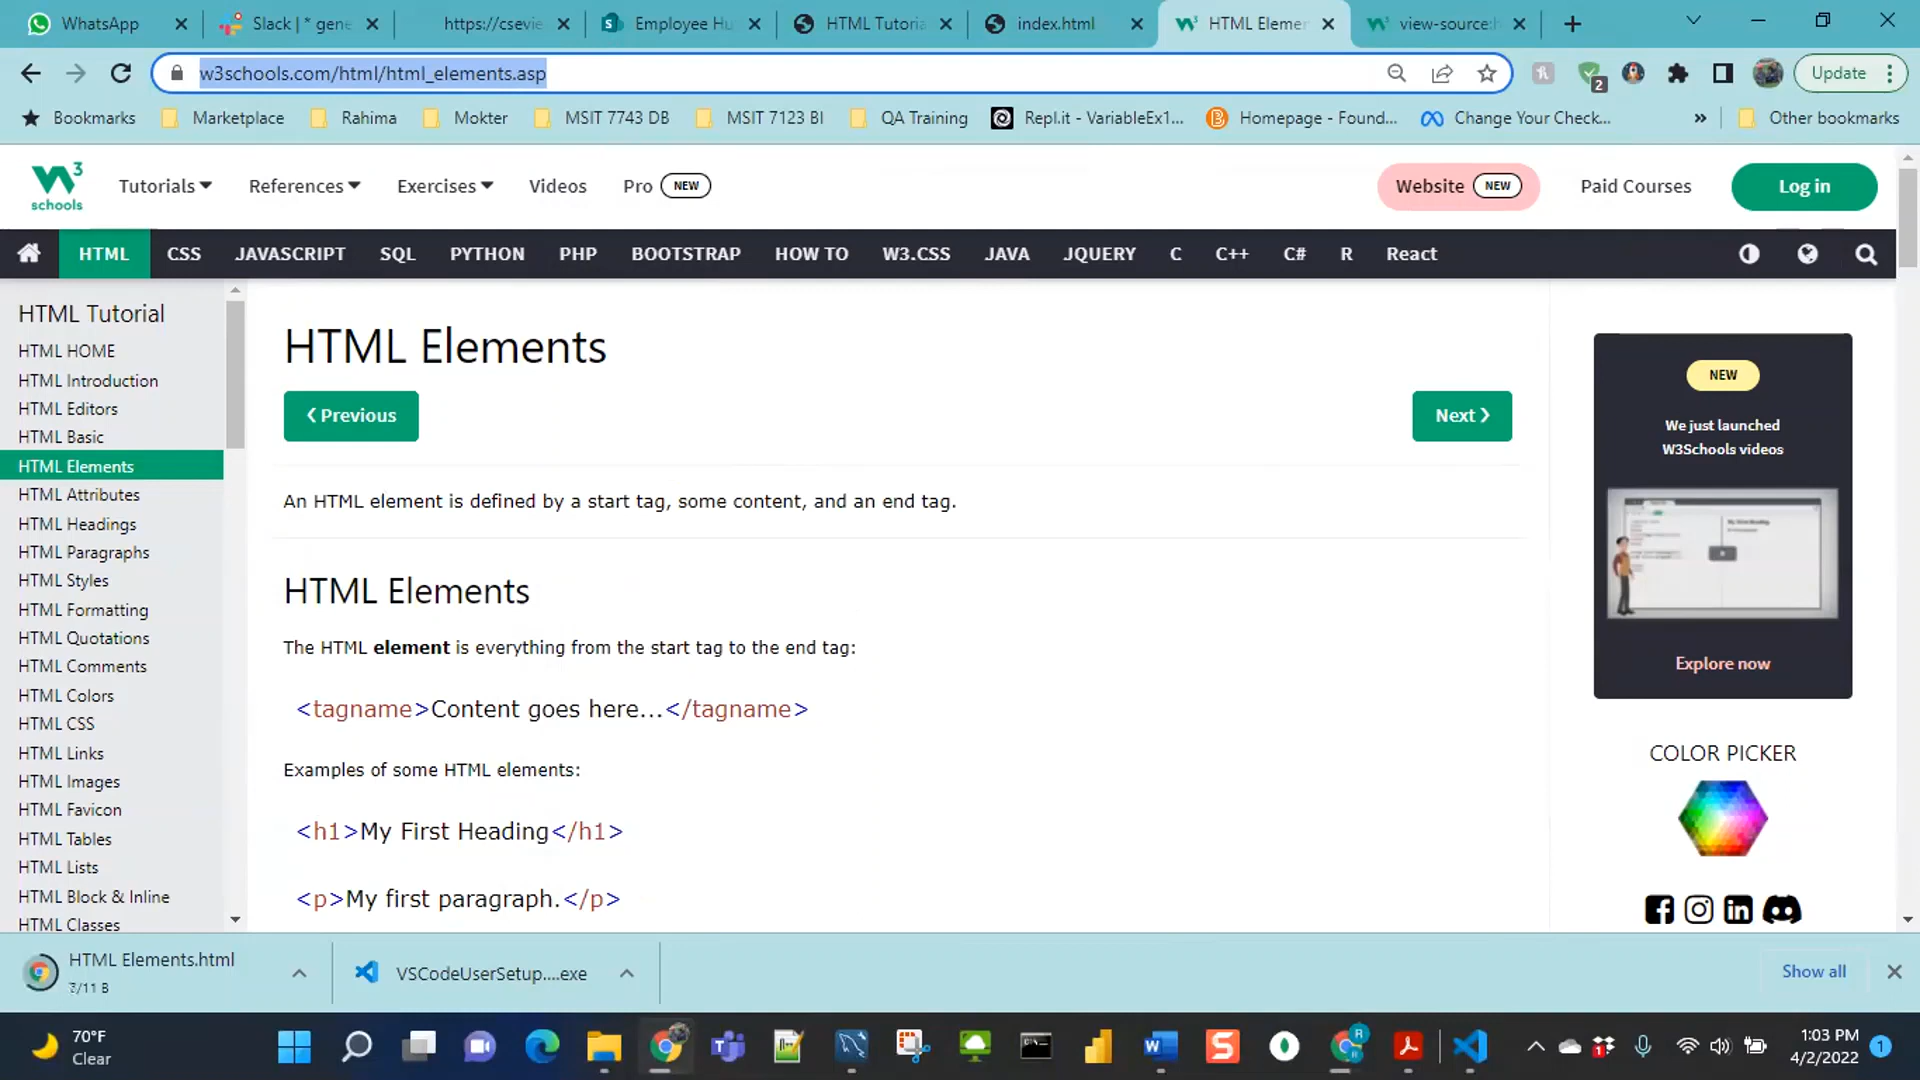 WhatsApp
Slack | * gene
https://csevie
Employee Hu
HTML Tutoria
index.html
HTML Elemen
view-source:h
w3schools.com/html/html_elements.asp
2
Update
Bookmarks
Marketplace
Rahima
Mokter
MSIT 7743 DB
MSIT 7123 BI
QA Training
Repl.it - VariableEx1...
Homepage - Found...
Change Your Check...
»
Other bookmarks
W3
schools
Tutorials
References
Exercises
Videos
Pro NEW
Website NEW
Paid Courses
Log in
HTML
CSS
JAVASCRIPT
SQL
PYTHON
PHP
BOOTSTRAP
HOW TO
W3.CSS
JAVA
JQUERY
C
C++
C#
R
React
HTML Tutorial
HTML HOME
HTML Introduction
HTML Editors
HTML Basic
HTML Elements
HTML Attributes
HTML Headings
HTML Paragraphs
HTML Styles
HTML Formatting
HTML Quotations
HTML Comments
HTML Colors
HTML CSS
HTML Links
HTML Images
HTML Favicon
HTML Tables
HTML Lists
HTML Block & Inline
HTML Classes
HTML Elements
❮ Previous
Next ❯
An HTML element is defined by a start tag, some content, and an end tag.
HTML Elements
The HTML element is everything from the start tag to the end tag:
<tagname>Content goes here...</tagname>
Examples of some HTML elements:
<h1>My First Heading</h1>
<p>My first paragraph.</p>
NEW
We just launched
W3Schools videos
Explore now
COLOR PICKER
HTML Elements.html
?/11 B
VSCodeUserSetup....exe
Show all
70°F
Clear
1:03 PM
4/2/2022
1